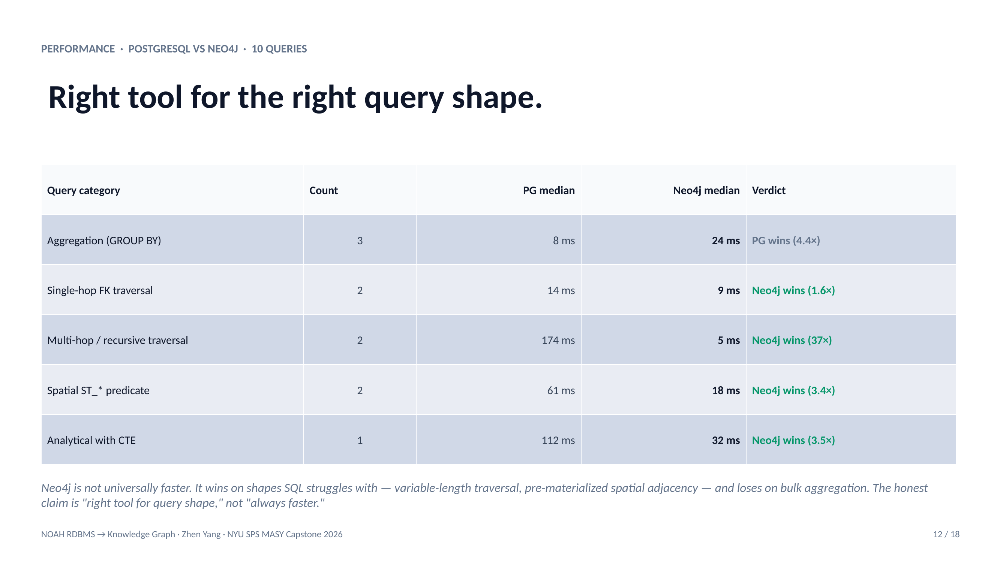 PERFORMANCE · POSTGRESQL VS NEO4J · 10 QUERIES
Right tool for the right query shape.
Query category Count PG median Neo4j median Verdict
Aggregation (GROUP BY) 3 8 ms 24 ms PG wins (4.4×)
Single-hop FK traversal 2 14 ms 9 ms Neo4j wins (1.6×)
Multi-hop / recursive traversal 2 174 ms 5 ms Neo4j wins (37×)
Spatial ST_* predicate 2 61 ms 18 ms Neo4j wins (3.4×)
Analytical with CTE 1 112 ms 32 ms Neo4j wins (3.5×)
Neo4j is not universally faster. It wins on shapes SQL struggles with — variable-length traversal, pre-materialized spatial adjacency — and loses on bulk aggregation. The honest
claim is "right tool for query shape," not "always faster."
NOAH RDBMS → Knowledge Graph · Zhen Yang · NYU SPS MASY Capstone 2026 12 / 18